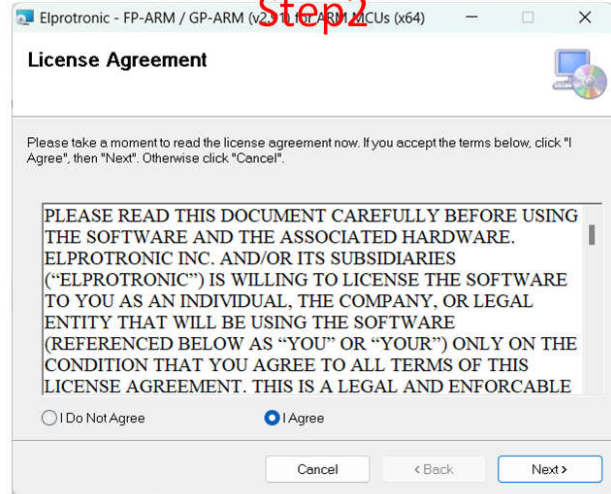 Elprotronic - FP-ARM / GP-ARM (v2.91) for ARM MCUs (x64)
Step2
License Agreement
Please take a moment to read the license agreement now. If you accept the terms below, click "I
Agree", then "Next". Otherwise click "Cancel".
PLEASE READ THIS DOCUMENT CAREFULLY BEFORE USING
THE SOFTWARE AND THE ASSOCIATED HARDWARE.
ELPROTRONIC INC. AND/OR ITS SUBSIDIARIES
(“ELPROTRONIC”) IS WILLING TO LICENSE THE SOFTWARE
TO YOU AS AN INDIVIDUAL, THE COMPANY, OR LEGAL
ENTITY THAT WILL BE USING THE SOFTWARE
(REFERENCED BELOW AS “YOU” OR “YOUR”) ONLY ON THE
CONDITION THAT YOU AGREE TO ALL TERMS OF THIS
LICENSE AGREEMENT. THIS IS A LEGAL AND ENFORCABLE
I Do Not Agree
I Agree
Cancel
< Back
Next >